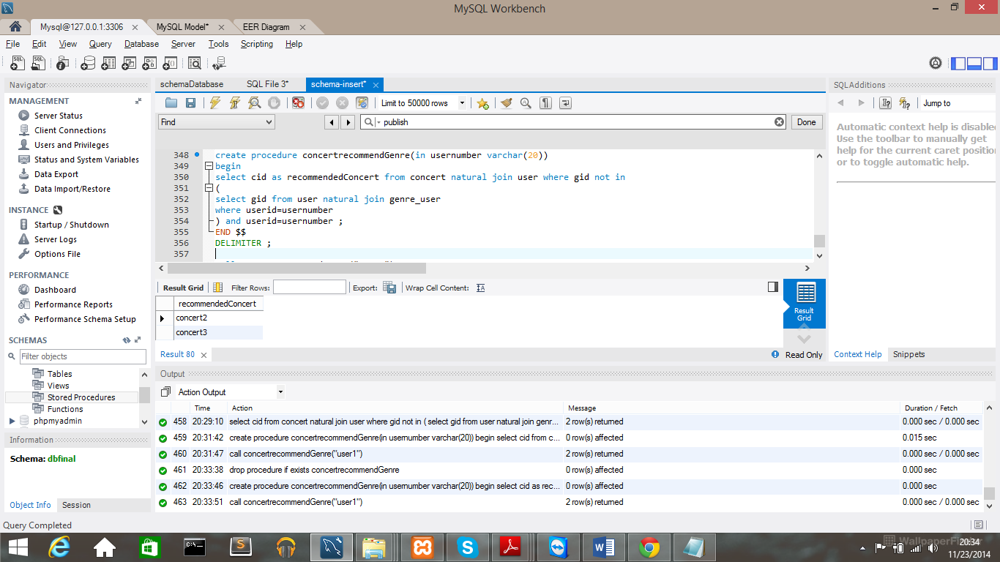 MySQL Workbench
Mysql@127.0.0.1:3306
MySQL Model*
EER Diagram
File Edit View Query Database Server Tools Scripting Help
Navigator
MANAGEMENT
Server Status
Client Connections
Users and Privileges
Status and System Variables
Data Export
Data Import/Restore
INSTANCE
Startup / Shutdown
Server Logs
Options File
PERFORMANCE
Dashboard
Performance Reports
Performance Schema Setup
SCHEMAS
Filter objects
Tables
Views
Stored Procedures
Functions
phpmyadmin
Information
Schema: dbfinal
Object Info Session
Query Completed
schemaDatabase SQL File 3* schema-insert*
Limit to 50000 rows
Find publish Done
348 create procedure concertrecommendGenre(in usernumber varchar(20))
349 begin
350 select cid as recommendedConcert from concert natural join user where gid not in
351 (
352 select gid from user natural join genre_user
353 where userid=usernumber
354 ) and userid=usernumber ;
355 END $$
356 DELIMITER ;
357
Result Grid Filter Rows: Export: Wrap Cell Content:
recommendedConcert
concert2
concert3
Result Grid
Result 80
Read Only
Output
Action Output
Time Action Message Duration / Fetch
458 20:29:10 select cid from concert natural join user where gid not in ( select gid from user natural join genr... 2 row(s) returned 0.000 sec / 0.000 sec
459 20:31:42 create procedure concertrecommendGenre(in usernumber varchar(20)) begin select cid from c... 0 row(s) affected 0.015 sec
460 20:31:47 call concertrecommendGenre("user1") 2 row(s) returned 0.000 sec / 0.000 sec
461 20:33:38 drop procedure if exists concertrecommendGenre 0 row(s) affected 0.000 sec
462 20:33:46 create procedure concertrecommendGenre(in usernumber varchar(20)) begin select cid as rec... 0 row(s) affected 0.000 sec
463 20:33:51 call concertrecommendGenre("user1") 2 row(s) returned 0.000 sec / 0.000 sec
SQLAdditions
Jump to
Automatic context help is disabled
Use the toolbar to manually get
help for the current caret position
or to toggle automatic help.
Context Help Snippets
20:34
11/23/2014